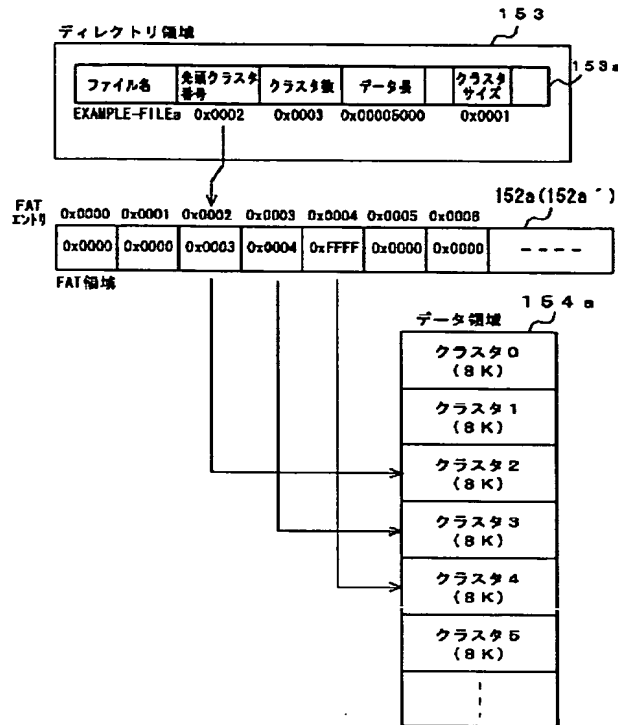 153
ディレクトリ領域
153a
ファイル名 先頭クラスタ番号 クラスタ数 データ長 クラスタサイズ
EXAMPLE-FILEa 0x0002 0x0003 0x00005000 0x0001
152a(152a´)
FAT エントリ 0x0000 0x0001 0x0002 0x0003 0x0004 0x0005 0x0006
0x0000 0x0000 0x0003 0x0004 0xFFFF 0x0000 0x0000
FAT領域
154a
データ領域
クラスタ0
(8K)
クラスタ1
(8K)
クラスタ2
(8K)
クラスタ3
(8K)
クラスタ4
(8K)
クラスタ5
(8K)